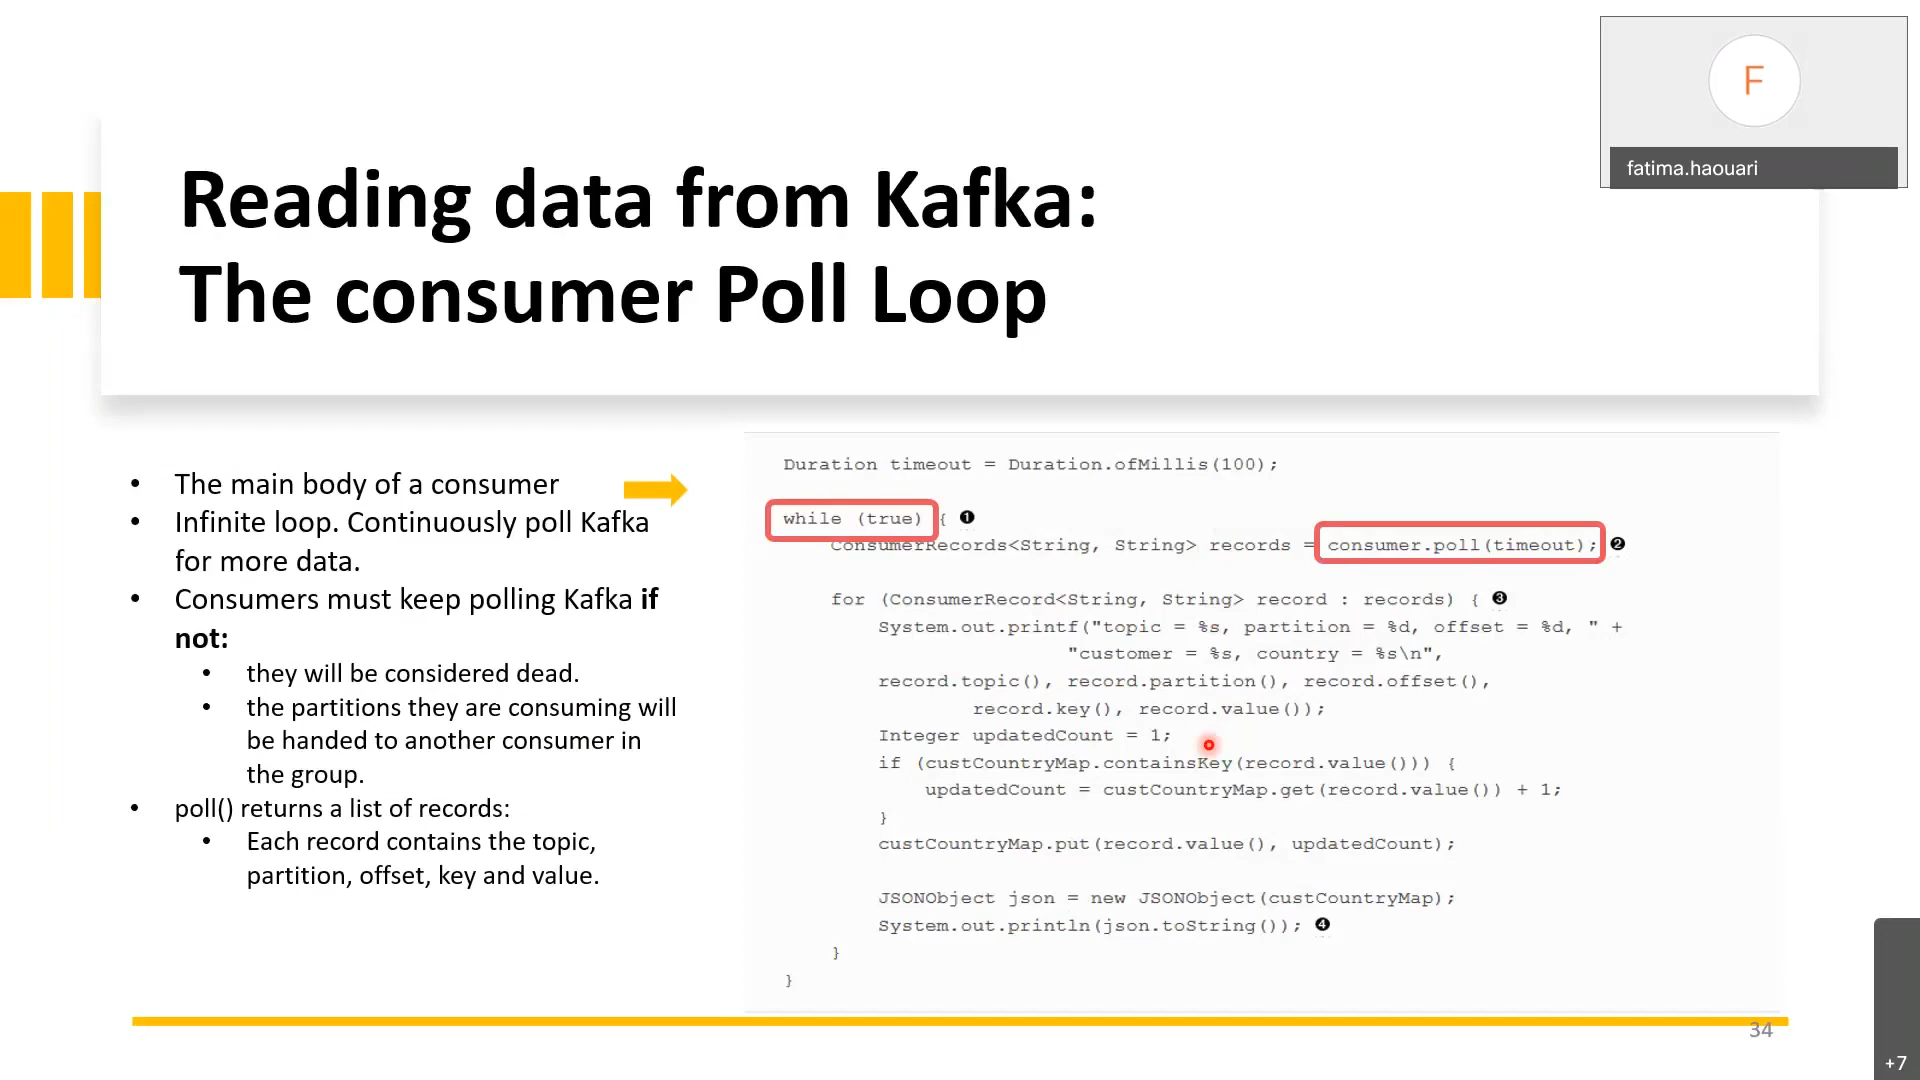 F
fatima.haouari
Reading data from Kafka:
The consumer Poll Loop
• The main body of a consumer
• Infinite loop. Continuously poll Kafka
for more data.
• Consumers must keep polling Kafka if
not:
• they will be considered dead.
• the partitions they are consuming will
be handed to another consumer in
the group.
• poll() returns a list of records:
• Each record contains the topic,
partition, offset, key and value.
Duration timeout = Duration.ofMillis(100);
while (true) { ❶
ConsumerRecords<String, String> records = consumer.poll(timeout); ❷
for (ConsumerRecord<String, String> record : records) { ❸
System.out.printf("topic = %s, partition = %d, offset = %d, " +
"customer = %s, country = %s\n",
record.topic(), record.partition(), record.offset(),
record.key(), record.value());
Integer updatedCount = 1;
if (custCountryMap.containsKey(record.value())) {
updatedCount = custCountryMap.get(record.value()) + 1;
}
custCountryMap.put(record.value(), updatedCount);
JSONObject json = new JSONObject(custCountryMap);
System.out.println(json.toString()); ❹
}
}
34
+7